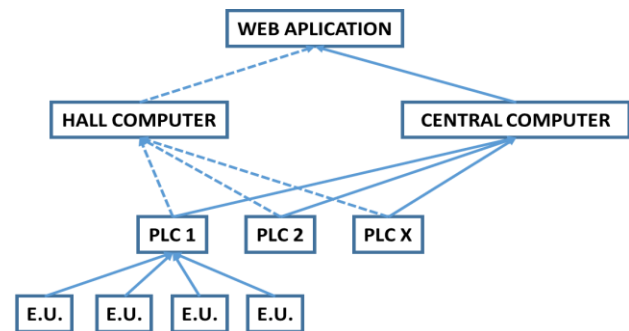 WEB APLICATION
HALL COMPUTER
CENTRAL COMPUTER
PLC 1
PLC 2
PLC X
E.U.
E.U.
E.U.
E.U.